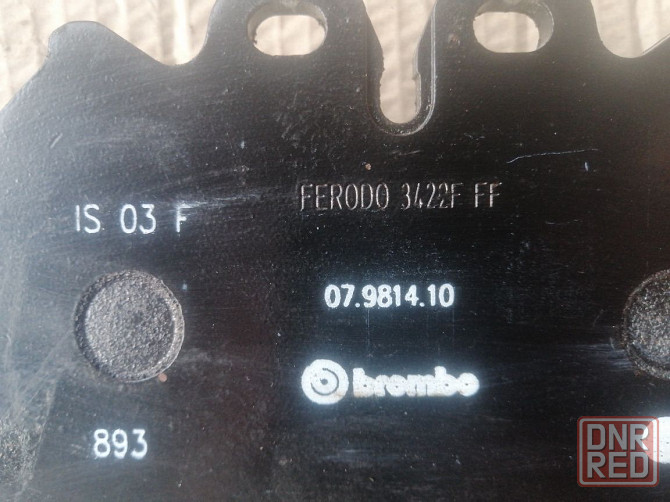 FERODO 3422F FF
IS 03 F
07.9814.10
brembo
893
DNR
RED